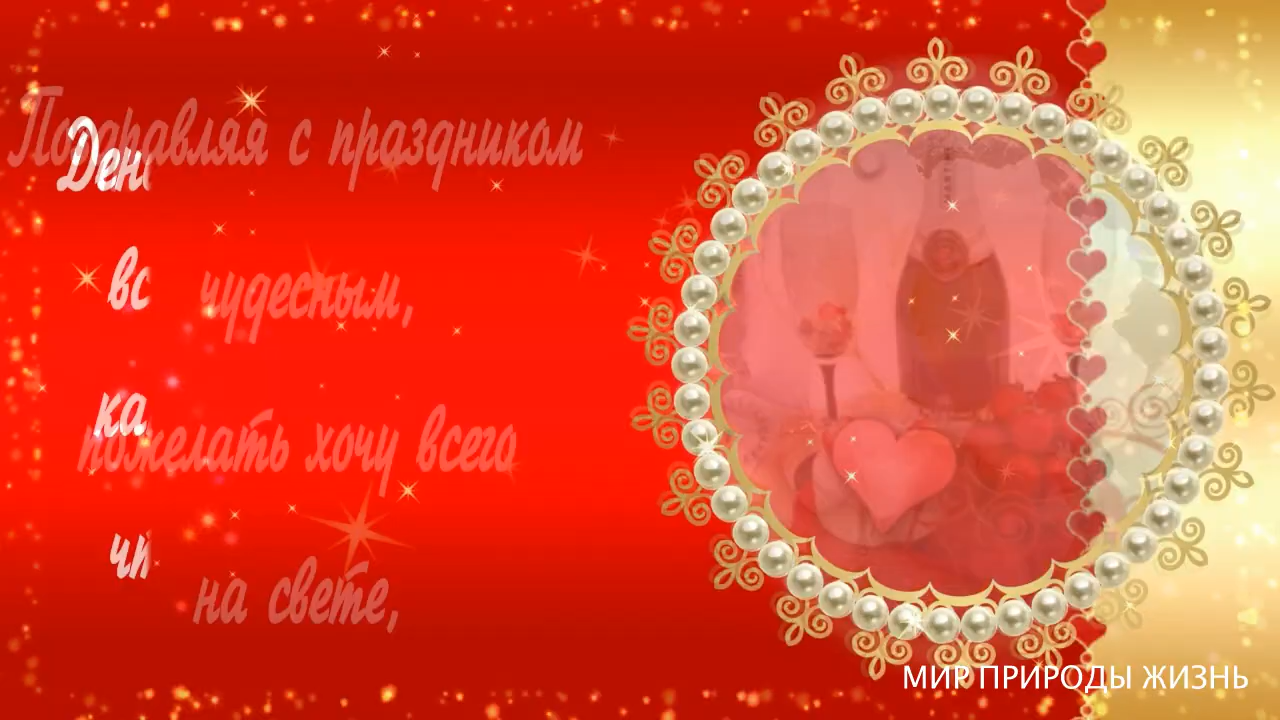 Поздравляя с праздником
чудесным,
пожелать хочу всего
на свете,
МИР ПРИРОДЫ ЖИЗНЬ